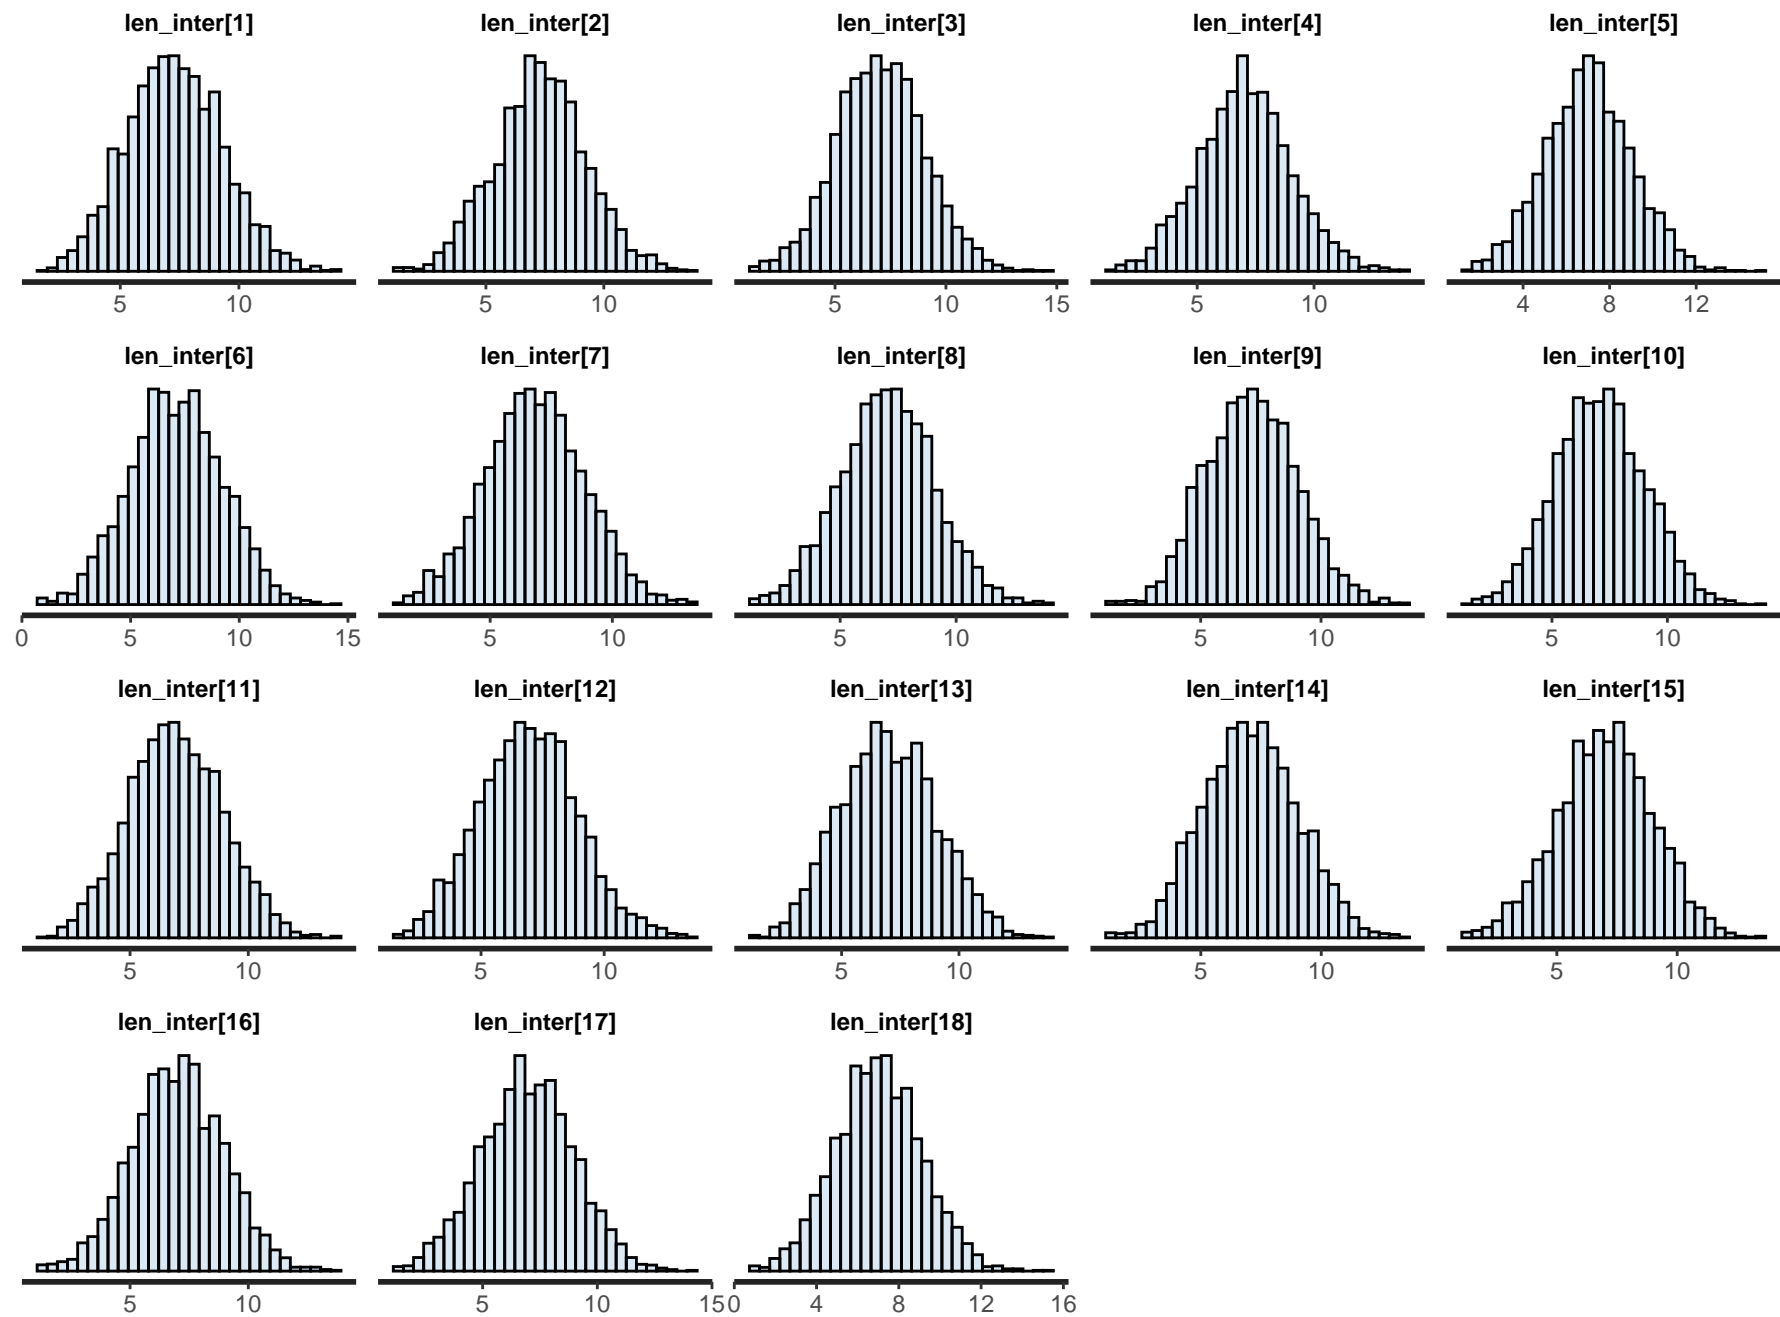 len_inter[1] len_inter[2] len_inter[3] len_inter[4] len_inter[5]
5 10 5 10 5 10 15 5 10 4 8 12
len_inter[6] len_inter[7] len_inter[8] len_inter[9] len_inter[10]
0 5 10 15 5 10 5 10 5 10 5 10
len_inter[11] len_inter[12] len_inter[13] len_inter[14] len_inter[15]
5 10 5 10 5 10 5 10 5 10
len_inter[16] len_inter[17] len_inter[18]
5 10 5 10 15 0 4 8 12 16